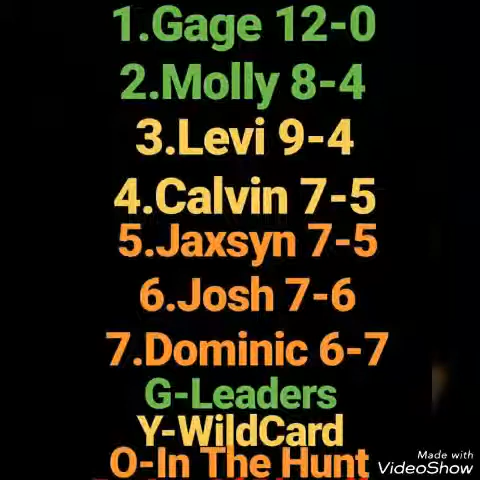 1.Gage 12-0
2.Molly 8-4
3.Levi 9-4
4.Calvin 7-5
5.Jaxsyn 7-5
6.Josh 7-6
7.Dominic 6-7
G-Leaders
Y-WildCard
O-In The Hunt
Made with
VideoShow